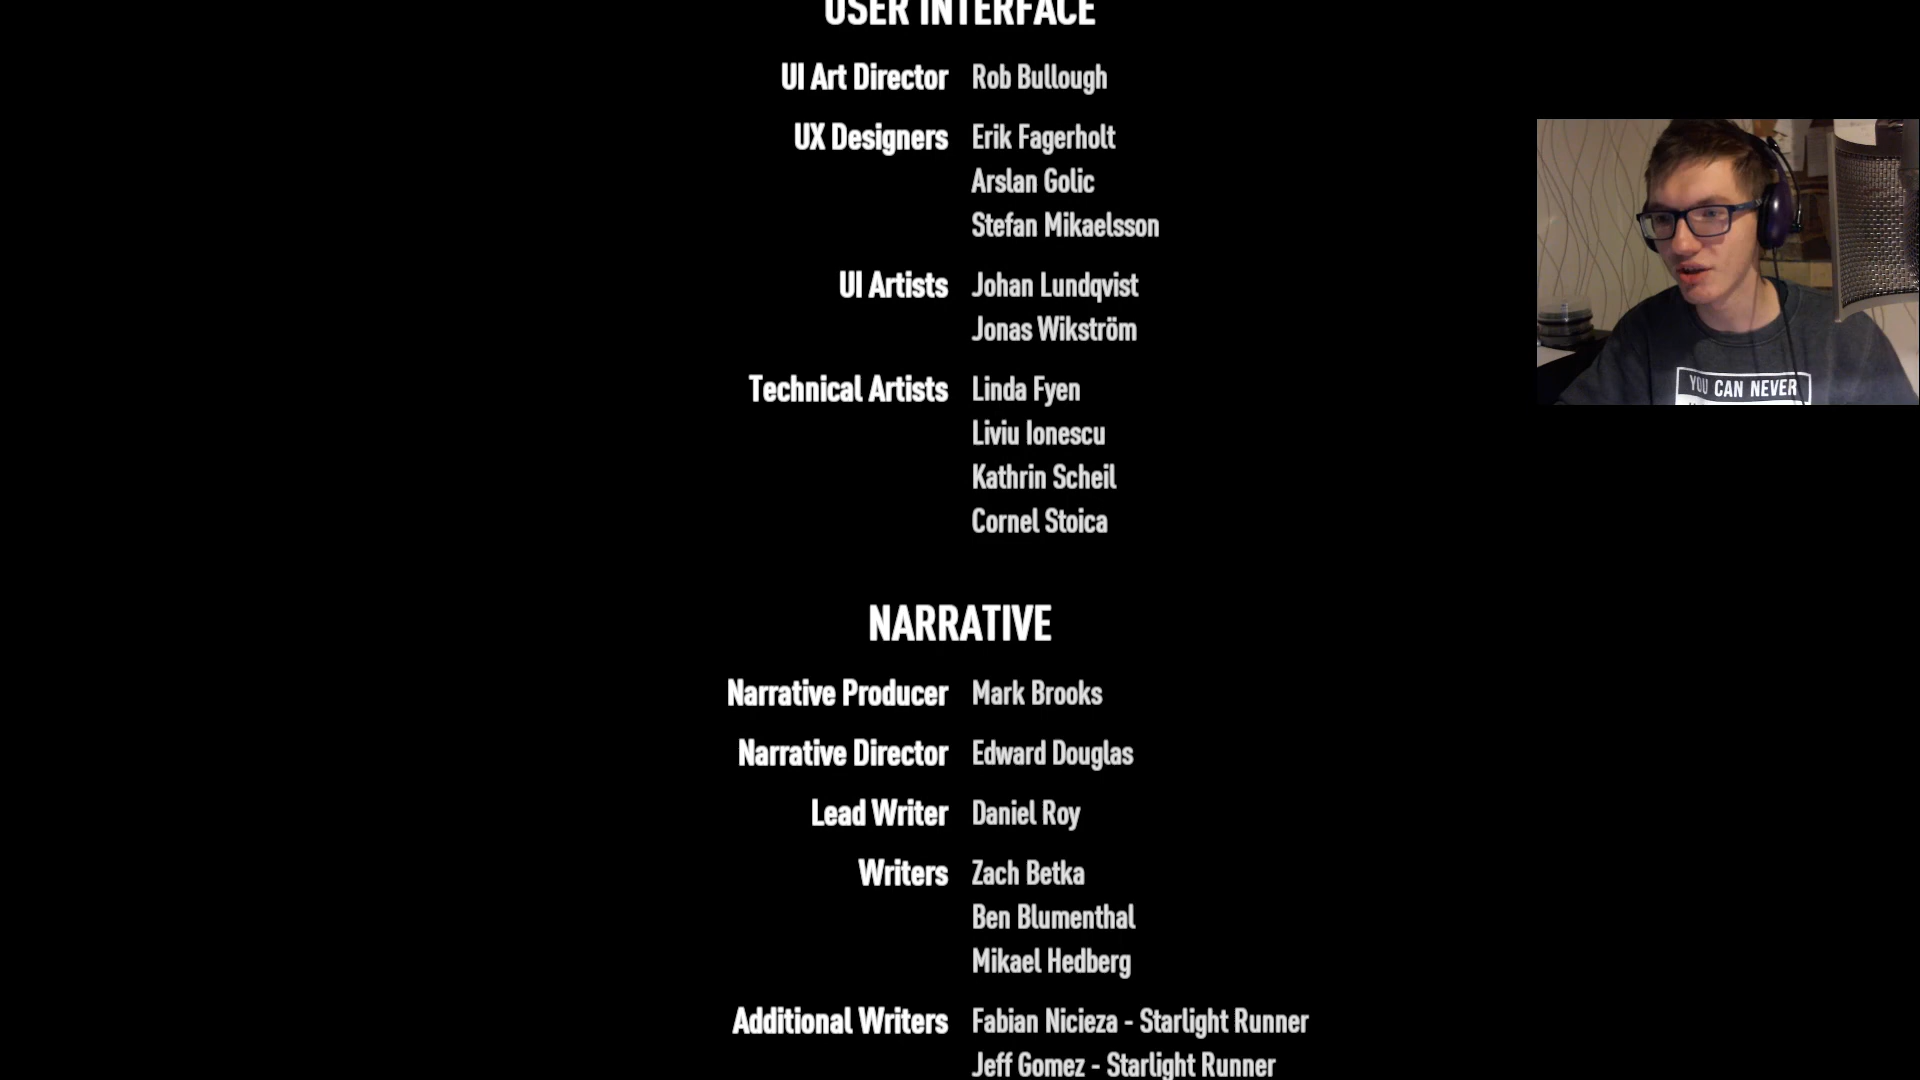 USER INTERFACE
UI Art Director Rob Bullough
UX Designers Erik Fagerholt
Arslan Golic
Stefan Mikaelsson
UI Artists Johan Lundqvist
Jonas Wikström
Technical Artists Linda Fyen
Liviu Ionescu
Kathrin Scheil
Cornel Stoica
NARRATIVE
Narrative Producer Mark Brooks
Narrative Director Edward Douglas
Lead Writer Daniel Roy
Writers Zach Betka
Ben Blumenthal
Mikael Hedberg
Additional Writers Fabian Nicieza - Starlight Runner
Jeff Gomez - Starlight Runner
YOU CAN NEVER